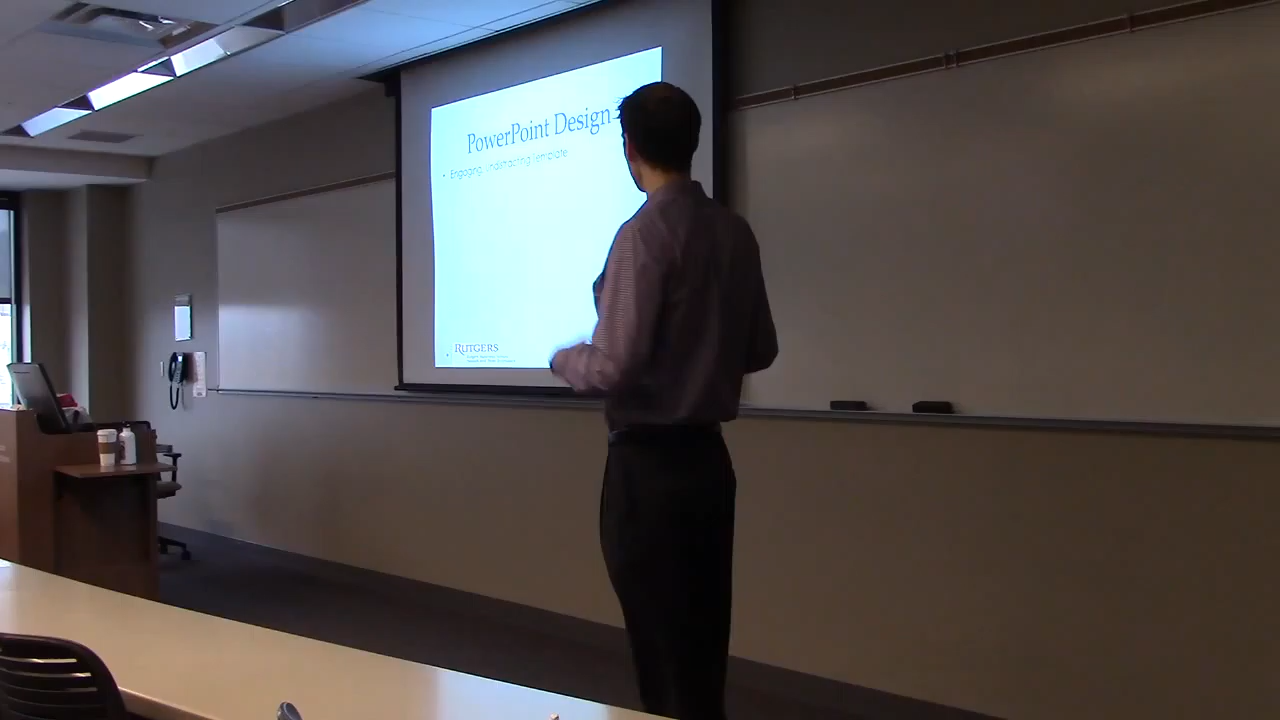 PowerPoint Design
• Engaging, undistracting Template
RUTGERS